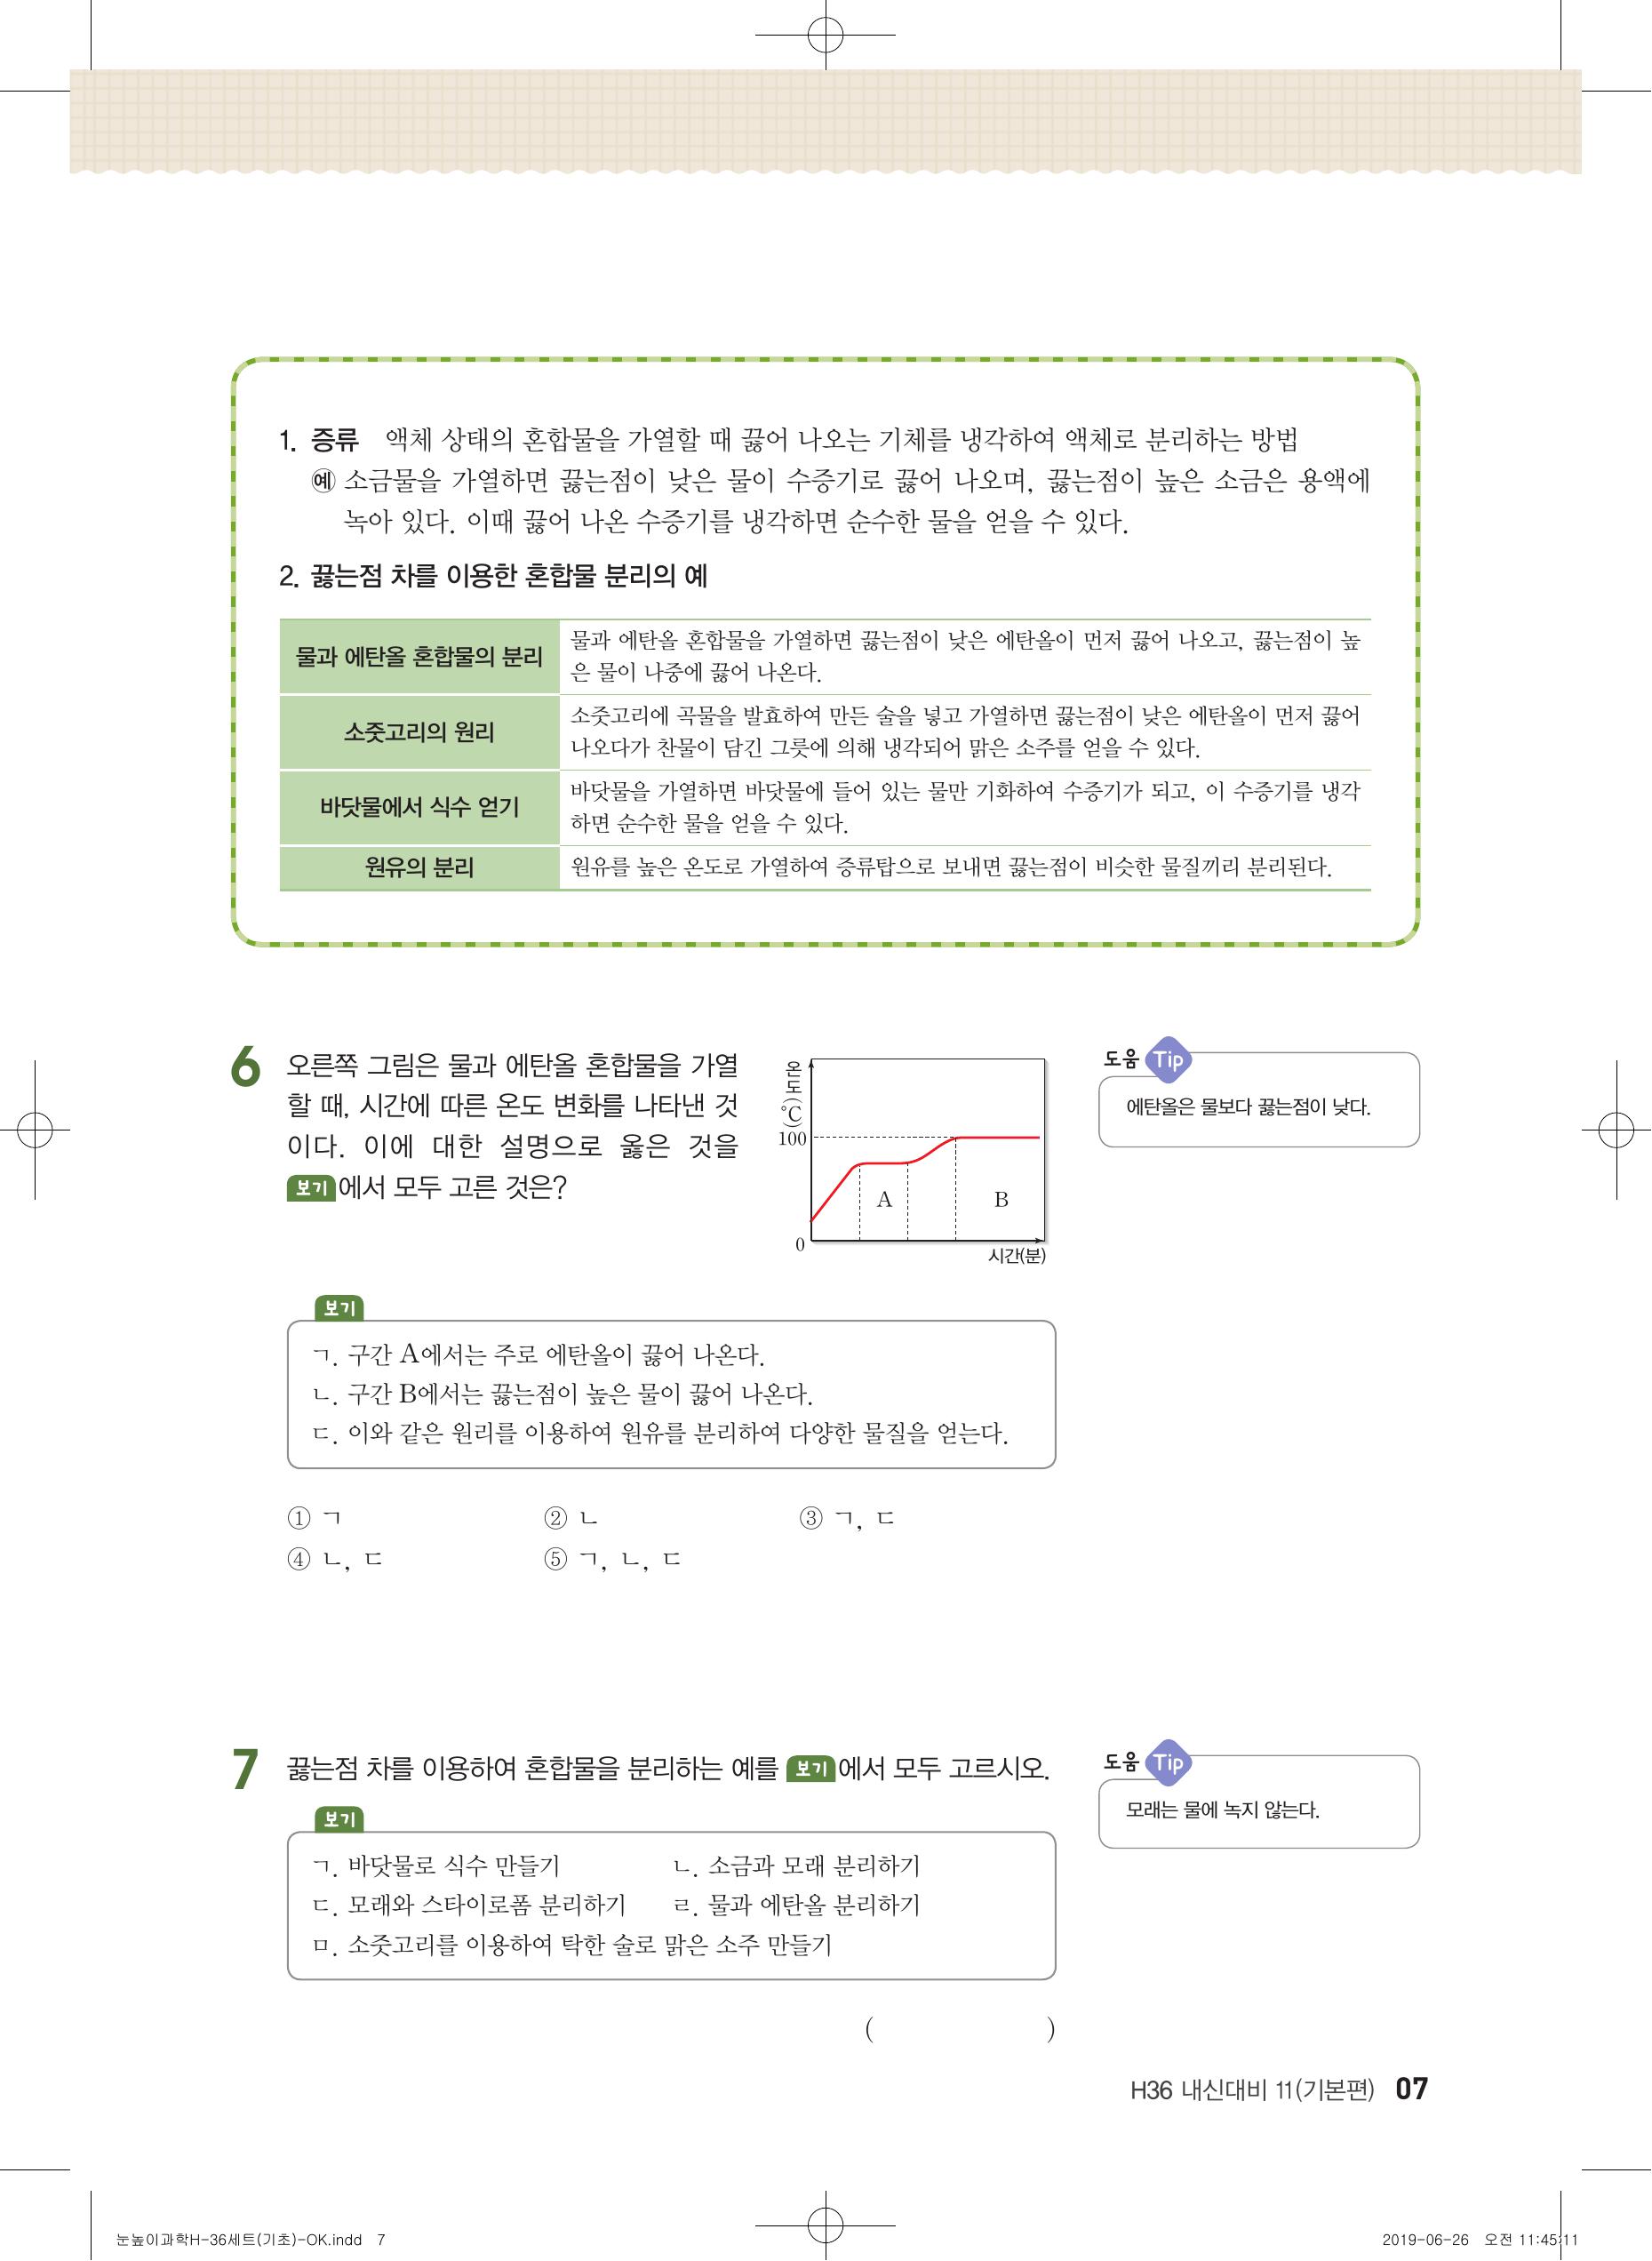 1. 증류 액체 상태의 혼합물을 가열할 때 끓어 나오는 기체를 냉각하여 액체로 분리하는 방법
예 소금물을 가열하면 끓는점이 낮은 물이 수증기로 끓어 나오며, 끓는점이 높은 소금은 용액에
녹아 있다. 이때 끓어 나온 수증기를 냉각하면 순수한 물을 얻을 수 있다.
2. 끓는점 차를 이용한 혼합물 분리의 예
물과 에탄올 혼합물의 분리
물과 에탄올 혼합물을 가열하면 끓는점이 낮은 에탄올이 먼저 끓어 나오고, 끓는점이 높
은 물이 나중에 끓어 나온다.
소줏고리의 원리
소줏고리에 곡물을 발효하여 만든 술을 넣고 가열하면 끓는점이 낮은 에탄올이 먼저 끓어
나오다가 찬물이 담긴 그릇에 의해 냉각되어 맑은 소주를 얻을 수 있다.
바닷물에서 식수 얻기
바닷물을 가열하면 바닷물에 들어 있는 물만 기화하여 수증기가 되고, 이 수증기를 냉각
하면 순수한 물을 얻을 수 있다.
원유의 분리
원유를 높은 온도로 가열하여 증류탑으로 보내면 끓는점이 비슷한 물질끼리 분리된다.
6 오른쪽 그림은 물과 에탄올 혼합물을 가열
할 때, 시간에 따른 온도 변화를 나타낸 것
이다. 이에 대한 설명으로 옳은 것을
보기 에서 모두 고른 것은?
온도(℃)
100
A
B
0
시간(분)
도움 Tip
에탄올은 물보다 끓는점이 낮다.
보기
ㄱ. 구간 A에서는 주로 에탄올이 끓어 나온다.
ㄴ. 구간 B에서는 끓는점이 높은 물이 끓어 나온다.
ㄷ. 이와 같은 원리를 이용하여 원유를 분리하여 다양한 물질을 얻는다.
① ㄱ ② ㄴ ③ ㄱ, ㄷ
④ ㄴ, ㄷ ⑤ ㄱ, ㄴ, ㄷ
7 끓는점 차를 이용하여 혼합물을 분리하는 예를 보기 에서 모두 고르시오.
도움 Tip
모래는 물에 녹지 않는다.
보기
ㄱ. 바닷물로 식수 만들기 ㄴ. 소금과 모래 분리하기
ㄷ. 모래와 스타이로폼 분리하기 ㄹ. 물과 에탄올 분리하기
ㅁ. 소줏고리를 이용하여 탁한 술로 맑은 소주 만들기
( )
H36 내신대비 11(기본편) 07
눈높이과학H-36세트(기초)-OK.indd 7
2019-06-26 오전 11:45:11